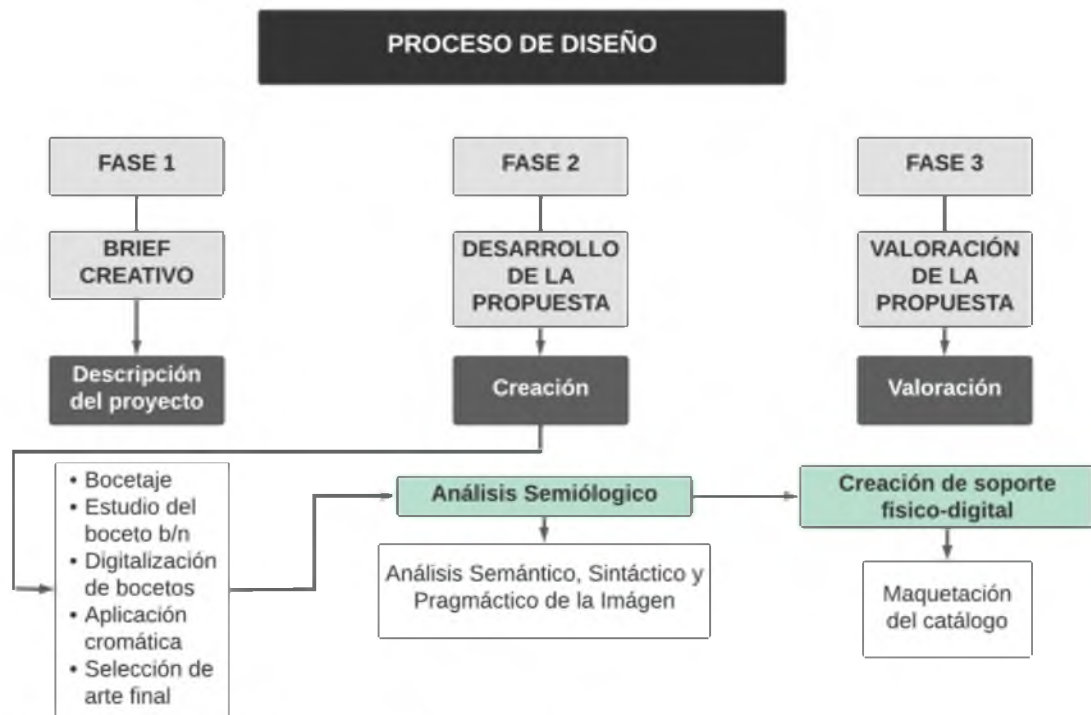 PROCESO DE DISEÑO
FASE 1
BRIEF
CREATIVO
Descripción
del proyecto
FASE 2
DESARROLLO
DE LA
PROPUESTA
Creación
FASE 3
VALORACIÓN
DE LA
PROPUESTA
Valoración
• Bocetaje
• Estudio del
boceto b/n
• Digitalización
de bocetos
• Aplicación
cromática
• Selección de
arte final
Análisis Semiólogico
Análisis Semántico, Sintáctico y
Pragmáctico de la Imágen
Creación de soporte
fisico-digital
Maquetación
del catálogo